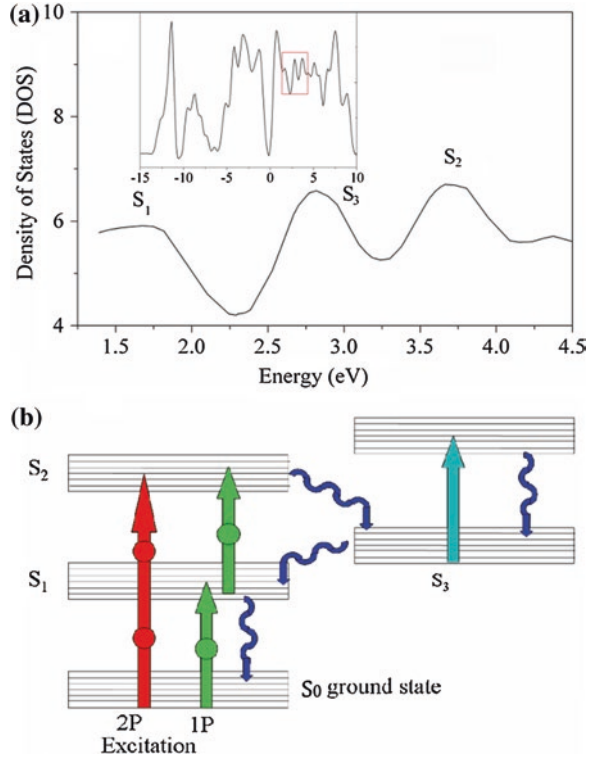 (a)
10
8
6
4
Density of States (DOS)
-15 -10 -5 0 5 10
S1
S3
S2
1.5 2.0 2.5 3.0 3.5 4.0 4.5
Energy (eV)
(b)
S2
S1
S3
S0 ground state
2P 1P
Excitation